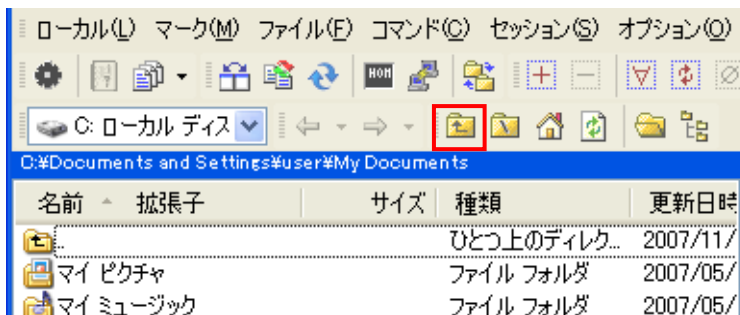 ローカル(L) マーク(M) ファイル(F) コマンド(C) セッション(S) オプション(O)
C: ローカル ディス
C:¥Documents and Settings¥user¥My Documents
名前 拡張子 サイズ 種類 更新日時
.. ひとつ上のディレク... 2007/11/
マイ ピクチャ ファイル フォルダ 2007/05/
マイ ミュージック ファイル フォルダ 2007/05/